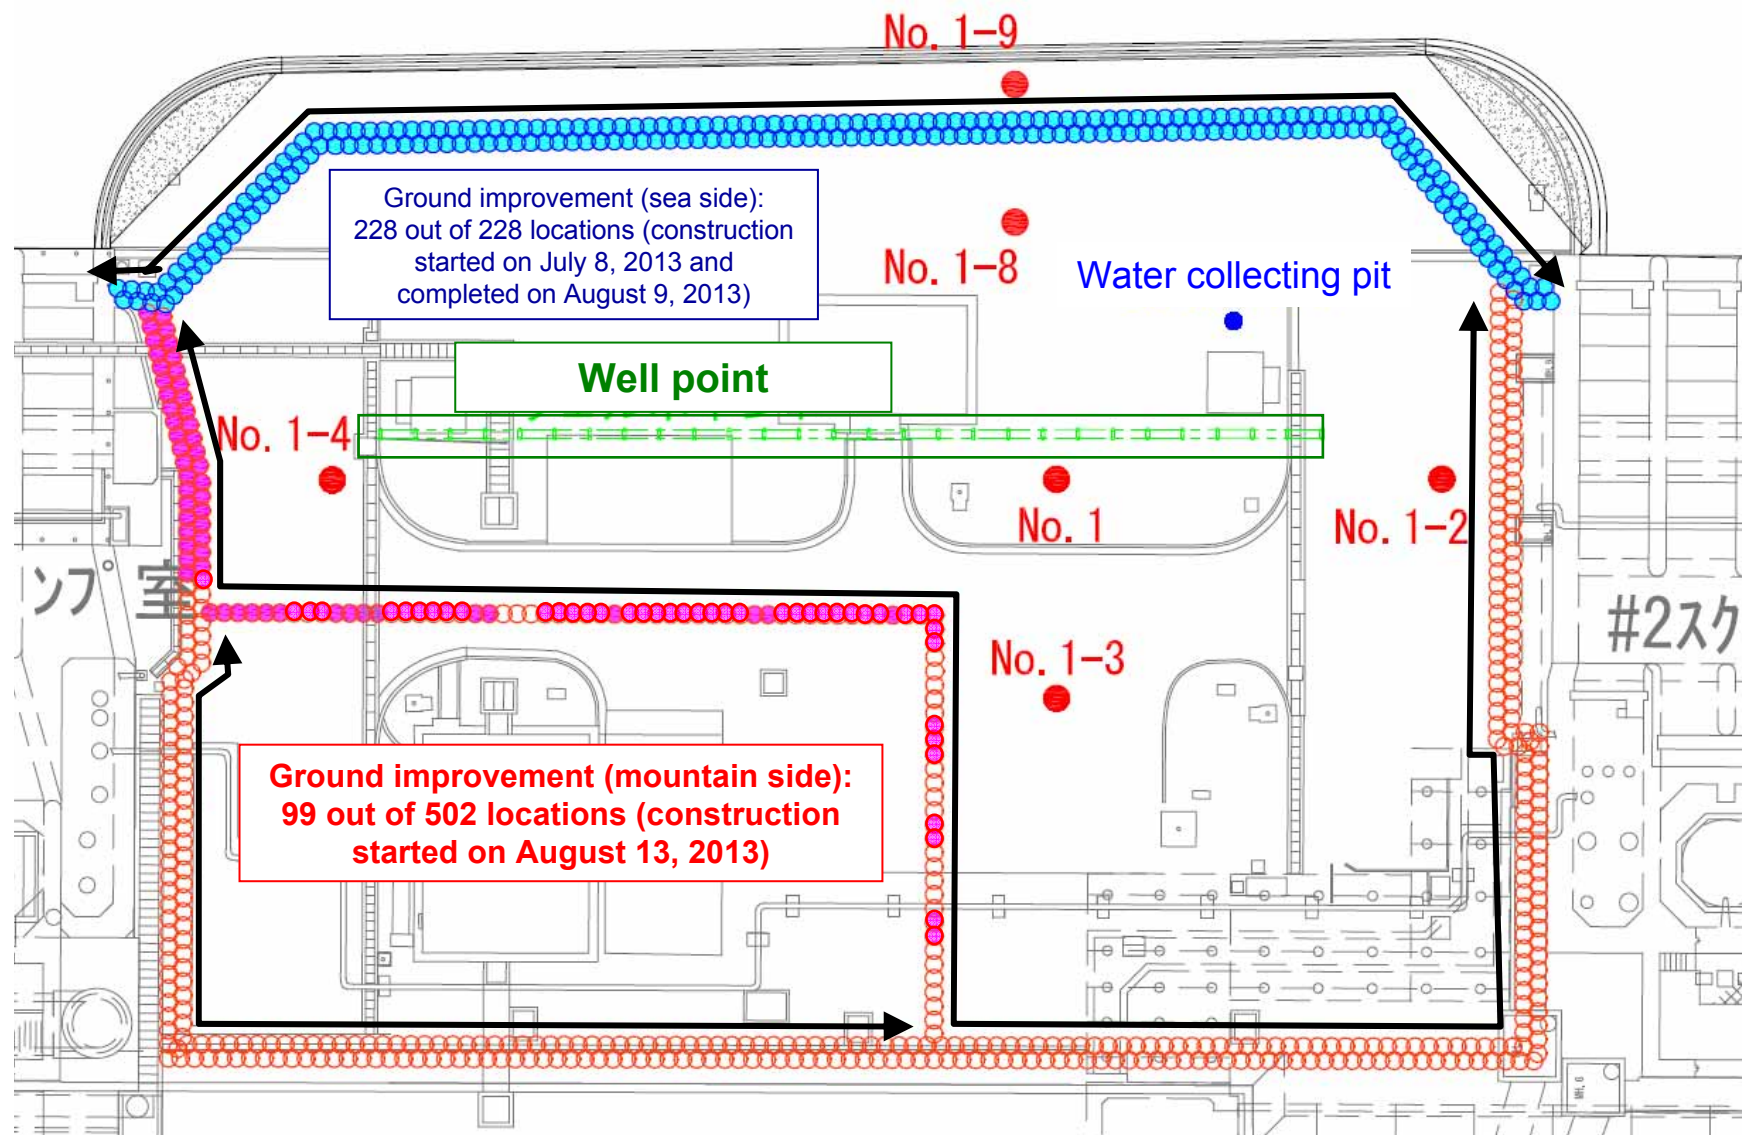 No. 1-9
Ground improvement (sea side):
228 out of 228 locations (construction
started on July 8, 2013 and
completed on August 9, 2013)
No. 1-8
Water collecting pit
Well point
No. 1-4
No. 1
No. 1-2
ンプ室
#2スク
No. 1-3
Ground improvement (mountain side):
99 out of 502 locations (construction
started on August 13, 2013)